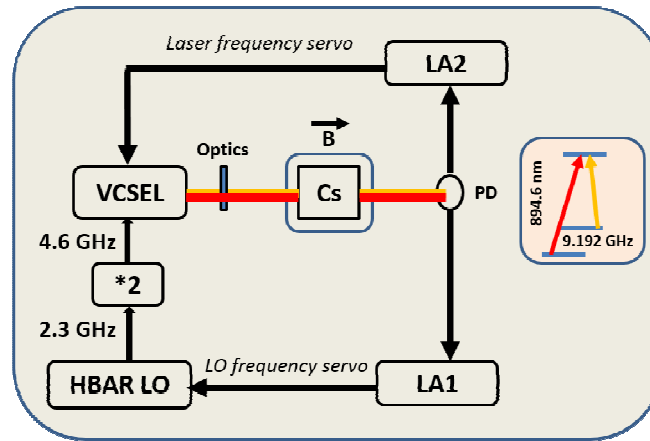 Laser frequency servo
LA2
B
Optics
VCSEL
Cs
PD
894.6 nm
9.192 GHz
4.6 GHz
*2
2.3 GHz
LO frequency servo
HBAR LO
LA1